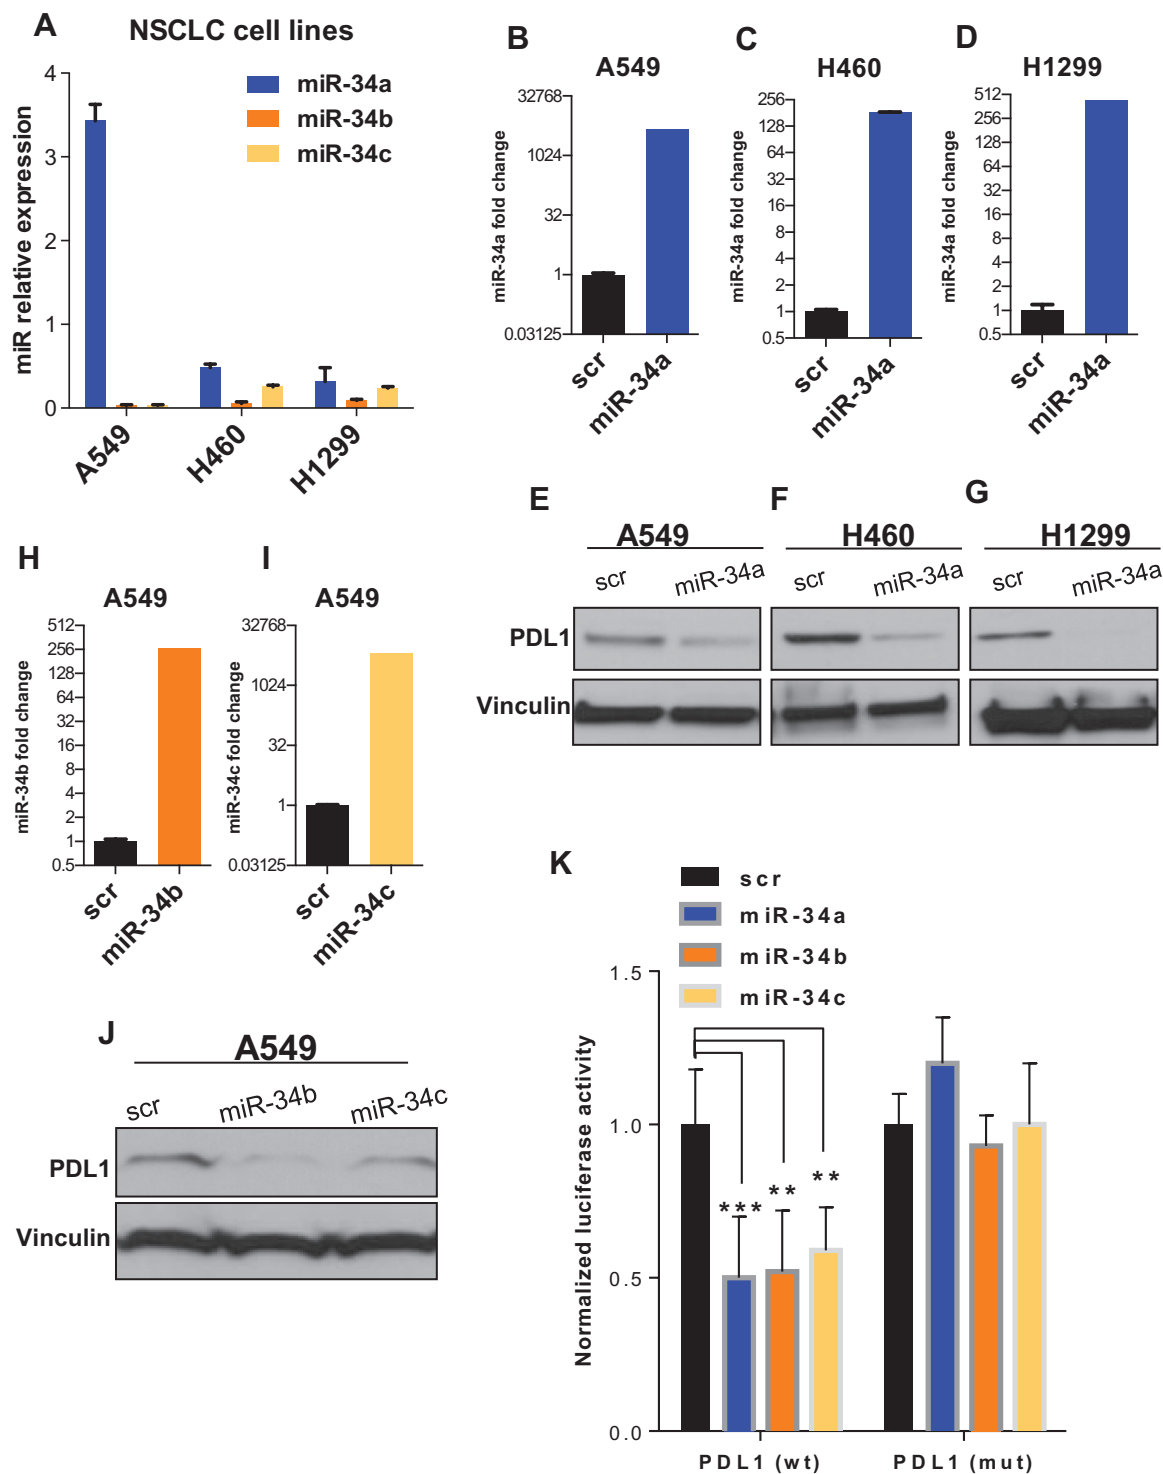 A
NSCLC cell lines
miR relative expression
4
3
2
1
0
miR-34a
miR-34b
miR-34c
A549
H460
H1299
B
A549
miR-34a fold change
32768
1024
32
1
0.03125
scr
miR-34a
C
H460
miR-34a fold change
256
128
64
32
16
8
4
2
1
0.5
scr
miR-34a
D
H1299
miR-34a fold change
512
256
128
64
32
16
8
4
2
1
0.5
scr
miR-34a
E
A549
scr
miR-34a
F
H460
scr
miR-34a
G
H1299
scr
miR-34a
PDL1
Vinculin
H
A549
miR-34b fold change
512
256
128
64
32
16
8
4
2
1
0.5
scr
miR-34b
I
A549
miR-34c fold change
32768
1024
32
1
0.03125
scr
miR-34c
J
A549
scr
miR-34b
miR-34c
PDL1
Vinculin
K
scr
miR-34a
miR-34b
miR-34c
Normalized luciferase activity
1.5
1.0
0.5
0.0
***
**
**
PDL1 (wt)
PDL1 (mut)